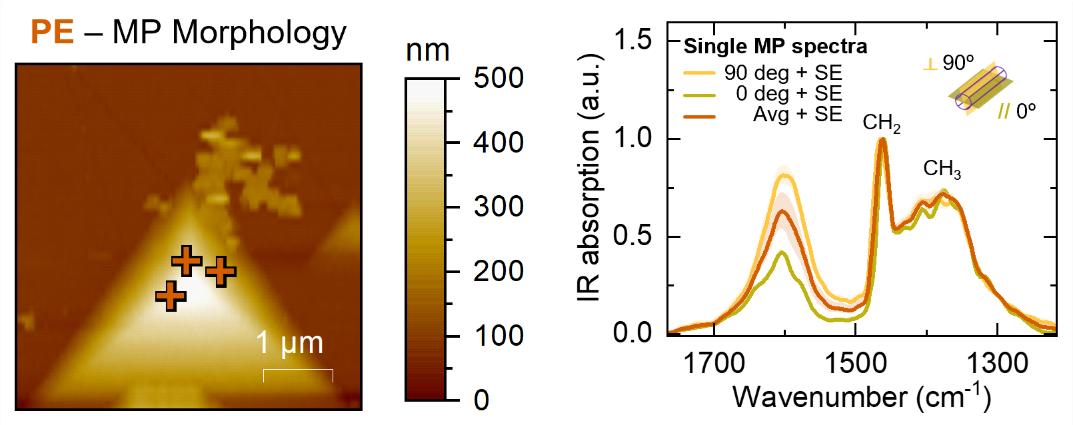 PE – MP Morphology
nm
500
400
300
200
100
0
1 µm
Single MP spectra
90 deg + SE
0 deg + SE
Avg + SE
⊥ 90º
// 0º
CH₂
CH₃
1.5
1.0
0.5
0.0
IR absorption (a.u.)
1700
1500
1300
Wavenumber (cm⁻¹)